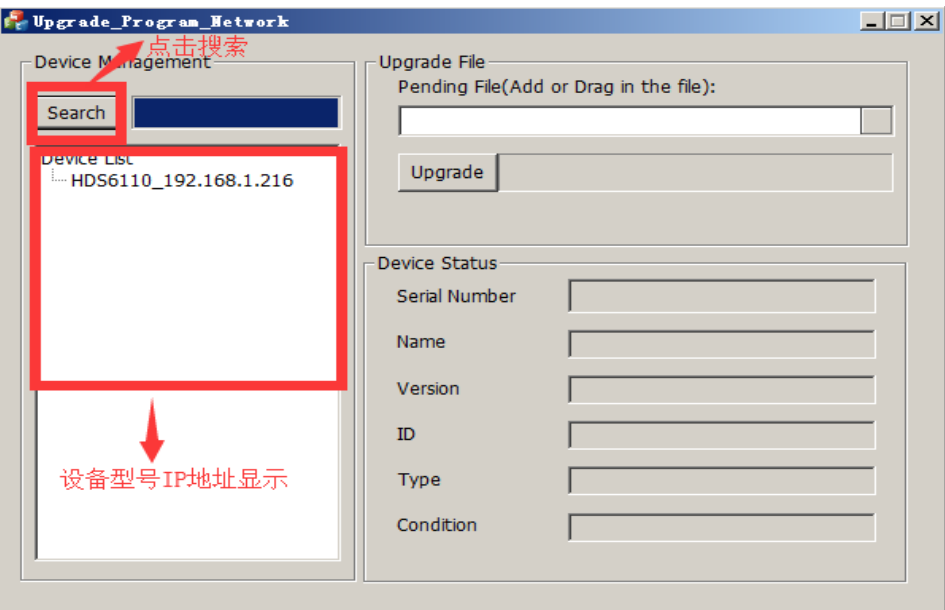 Upgrade_Program_Network
点击搜索
Device Management
Search
Device List
HDS6110_192.168.1.216
设备型号IP地址显示
Upgrade File
Pending File(Add or Drag in the file):
Upgrade
Device Status
Serial Number
Name
Version
ID
Type
Condition